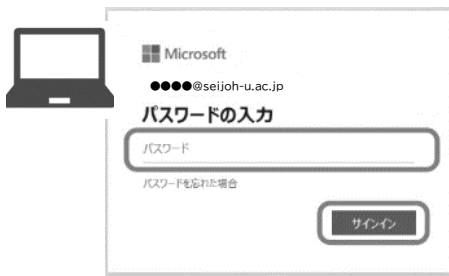 Microsoft
●●●●@seijoh-u.ac.jp
パスワードの入力
パスワード
パスワードを忘れた場合
サインイン